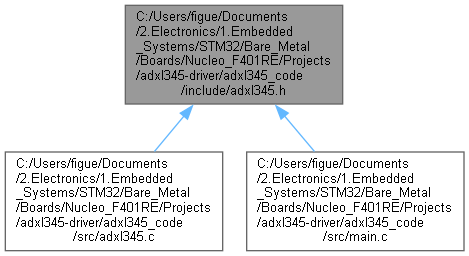 C:/Users/figue/Documents
/2.Electronics/1.Embedded
_Systems/STM32/Bare_Metal
/Boards/Nucleo_F401RE/Projects
/adxl345-driver/adxl345_code
/include/adxl345.h
C:/Users/figue/Documents
/2.Electronics/1.Embedded
_Systems/STM32/Bare_Metal
/Boards/Nucleo_F401RE/Projects
/adxl345-driver/adxl345_code
/src/adxl345.c
C:/Users/figue/Documents
/2.Electronics/1.Embedded
_Systems/STM32/Bare_Metal
/Boards/Nucleo_F401RE/Projects
/adxl345-driver/adxl345_code
/src/main.c